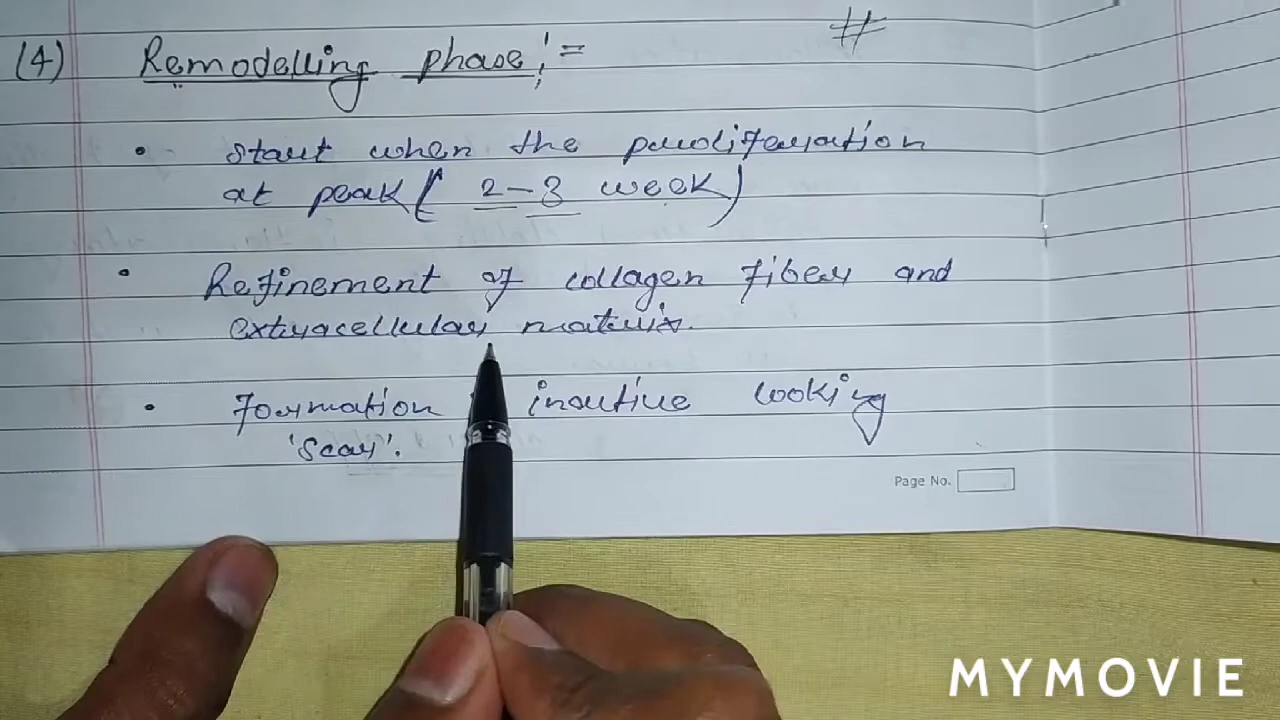 #
(4) Remodelling phase :=
• start when the proliferation
at peak ( 2-3 week)
• Refinement of collagen fiber and
extracellular matrix.
• Formation inactive looking
'Scar'.
Page No.
MYMOVIE